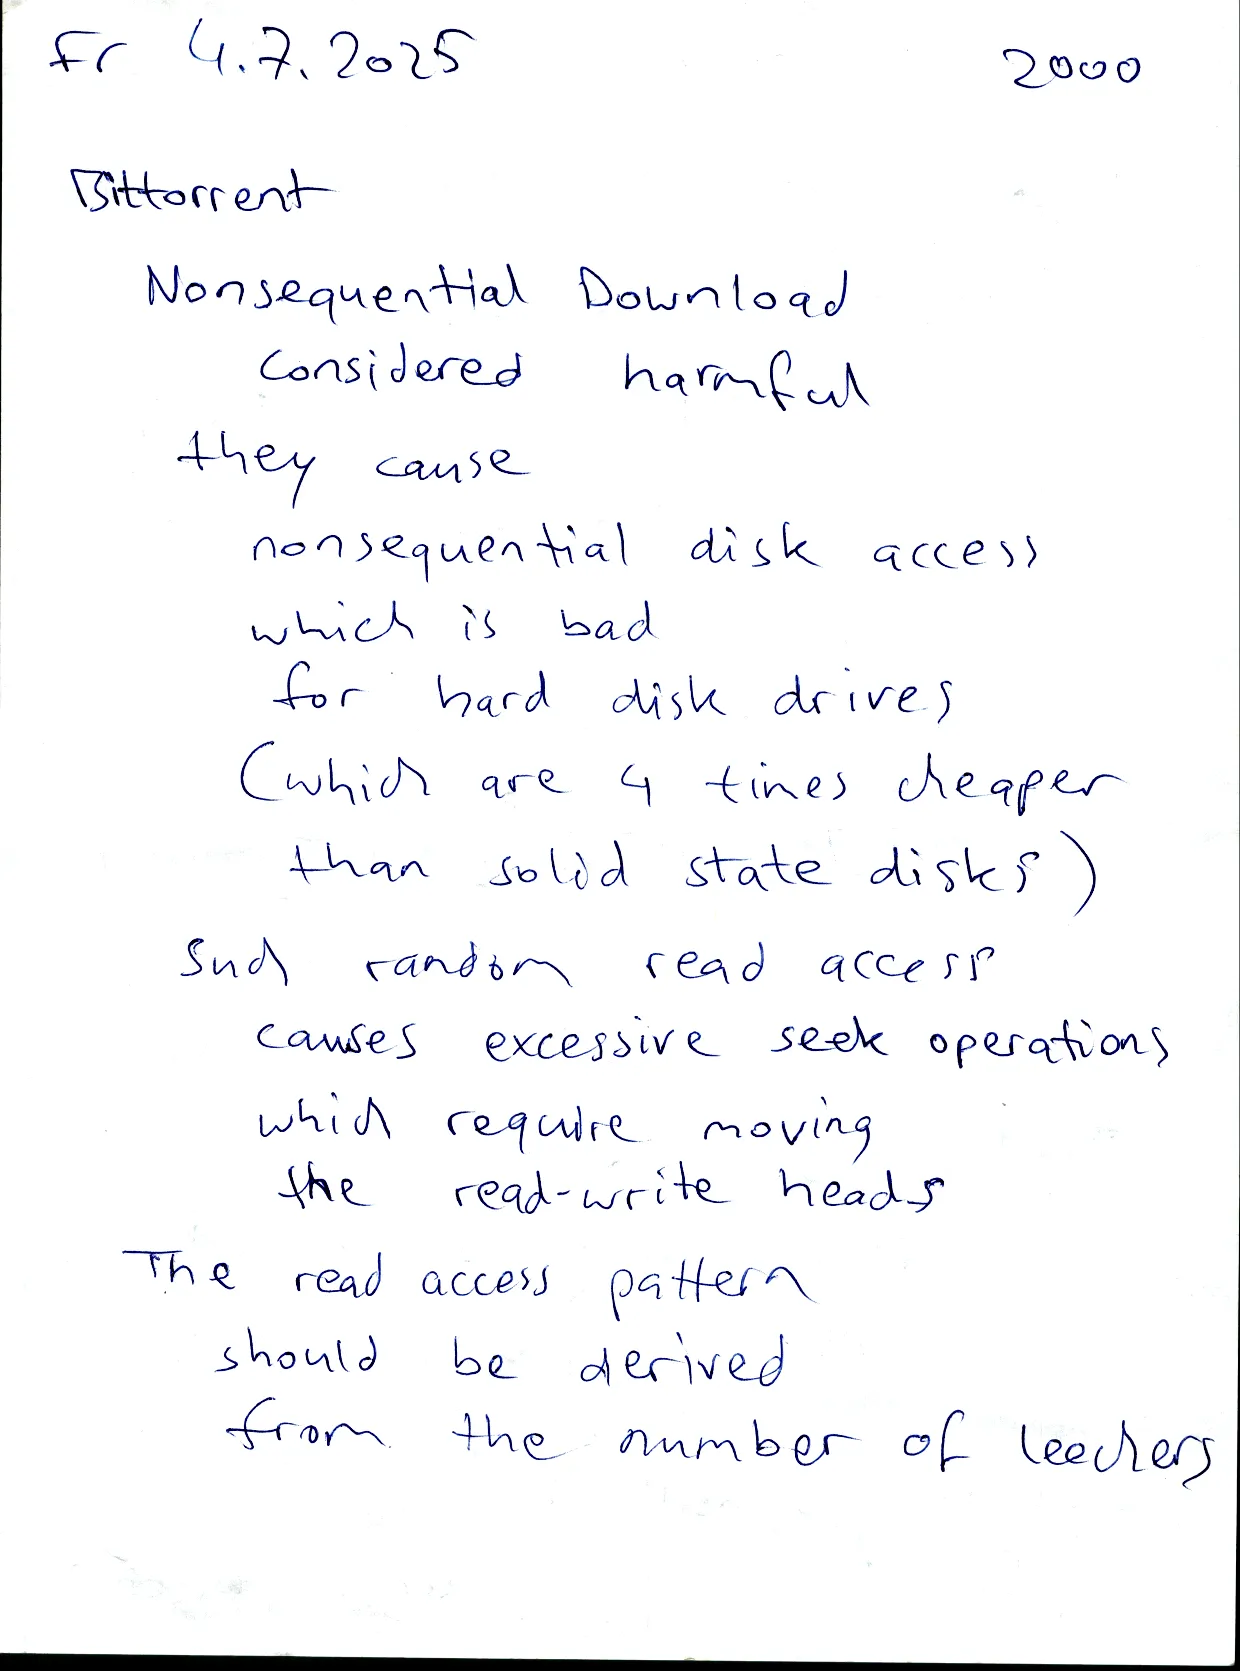 Fr 4.7.2025 2000
Bittorrent
Nonsequential Download
considered harmful
they cause
nonsequential disk access
which is bad
for hard disk drives
(which are 4 times cheaper
than solid state disks)
Such random read access
causes excessive seek operations
which require moving
the read-write heads
The read access pattern
should be derived
from the number of leechers